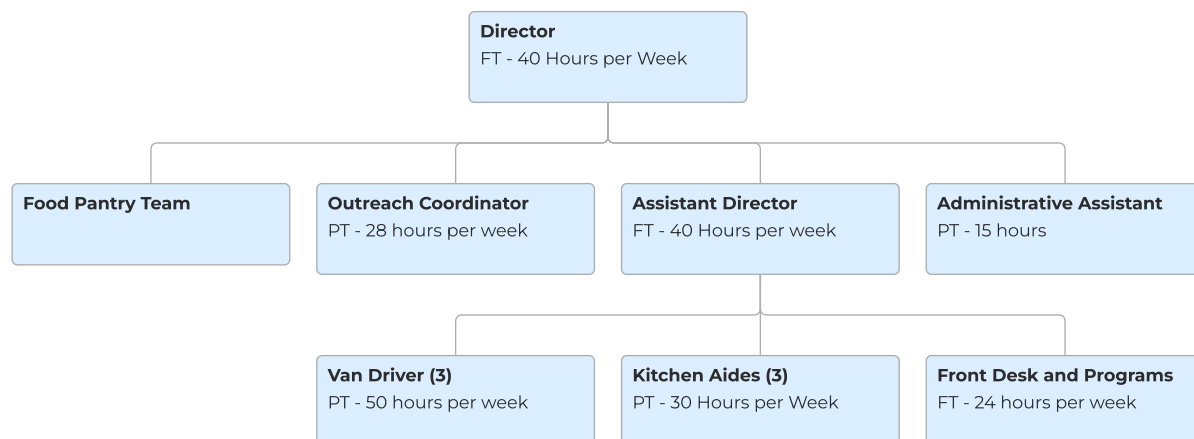 Director
FT - 40 Hours per Week
Food Pantry Team
Outreach Coordinator
PT - 28 hours per week
Assistant Director
FT - 40 Hours per week
Administrative Assistant
PT - 15 hours
Van Driver (3)
PT - 50 hours per week
Kitchen Aides (3)
PT - 30 Hours per Week
Front Desk and Programs
FT - 24 hours per week